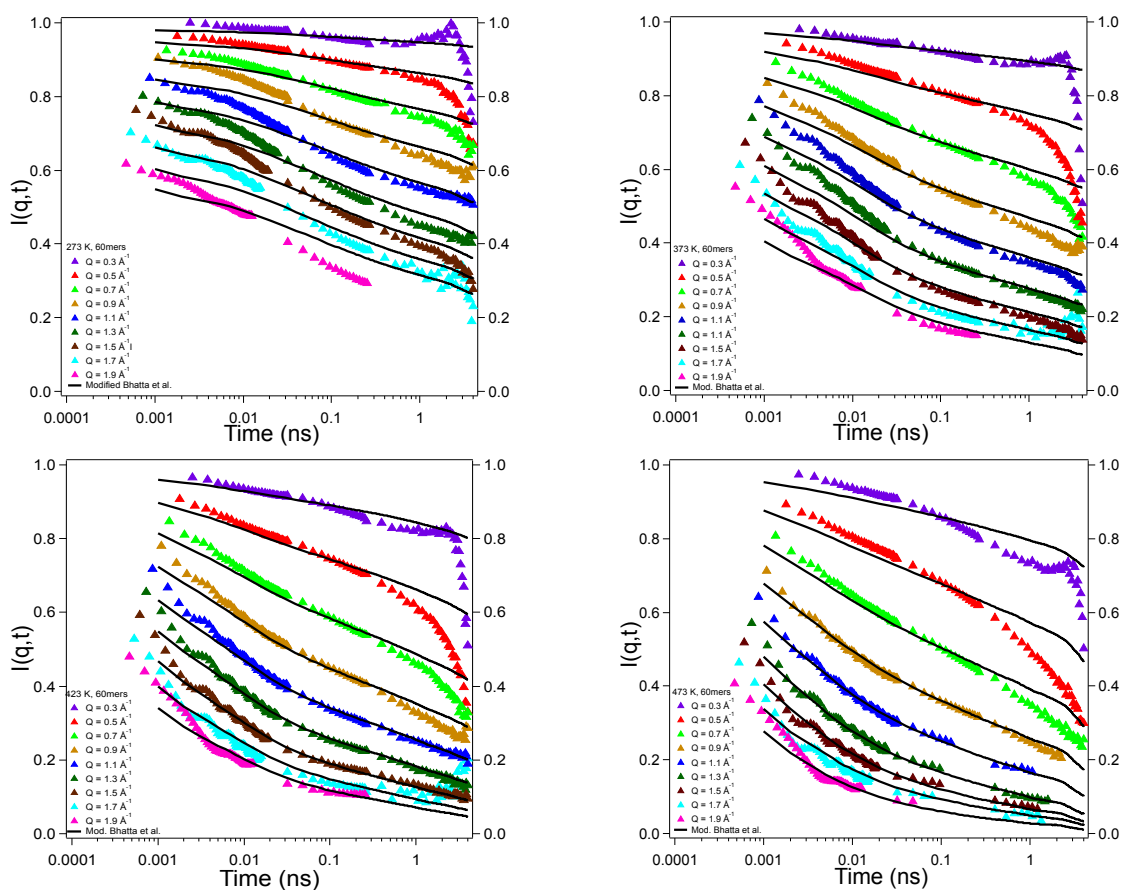 1.0
0.8
0.6
0.4
0.2
0.0
I(q,t)
1.0
0.8
0.6
0.4
0.2
0.0
273 K, 60mers
Q = 0.3 Å⁻¹
Q = 0.5 Å⁻¹
Q = 0.7 Å⁻¹
Q = 0.9 Å⁻¹
Q = 1.1 Å⁻¹
Q = 1.3 Å⁻¹
Q = 1.5 Å⁻¹ l
Q = 1.7 Å⁻¹
Q = 1.9 Å⁻¹
Modified Bhatta et al.
0.0001 0.001 0.01 0.1 1
Time (ns)
1.0
0.8
0.6
0.4
0.2
0.0
I(q,t)
1.0
0.8
0.6
0.4
0.2
0.0
373 K, 60mers
Q = 0.3 Å⁻¹
Q = 0.5 Å⁻¹
Q = 0.7 Å⁻¹
Q = 0.9 Å⁻¹
Q = 1.1 Å⁻¹
Q = 1.1 Å⁻¹
Q = 1.5 Å⁻¹
Q = 1.7 Å⁻¹
Q = 1.9 Å⁻¹
Mod. Bhatta et al.
0.0001 0.001 0.01 0.1 1
Time (ns)
1.0
0.8
0.6
0.4
0.2
0.0
I(q,t)
1.0
0.8
0.6
0.4
0.2
0.0
423 K, 60mers
Q = 0.3 Å⁻¹
Q = 0.5 Å⁻¹
Q = 0.7 Å⁻¹
Q = 0.9 Å⁻¹
Q = 1.1 Å⁻¹
Q = 1.3 Å⁻¹
Q = 1.5 Å⁻¹
Q = 1.7 Å⁻¹
Q = 1.9 Å⁻¹
Mod. Bhatta et al.
0.0001 0.001 0.01 0.1 1
Time (ns)
1.0
0.8
0.6
0.4
0.2
0.0
I(q,t)
1.0
0.8
0.6
0.4
0.2
0.0
473 K, 60mers
Q = 0.3 Å⁻¹
Q = 0.5 Å⁻¹
Q = 0.7 Å⁻¹
Q = 0.9 Å⁻¹
Q = 1.1 Å⁻¹
Q = 1.3 Å⁻¹
Q = 1.5 Å⁻¹
Q = 1.7 Å⁻¹
Q = 1.9 Å⁻¹
Mod. Bhatta et al.
0.0001 0.001 0.01 0.1 1
Time (ns)